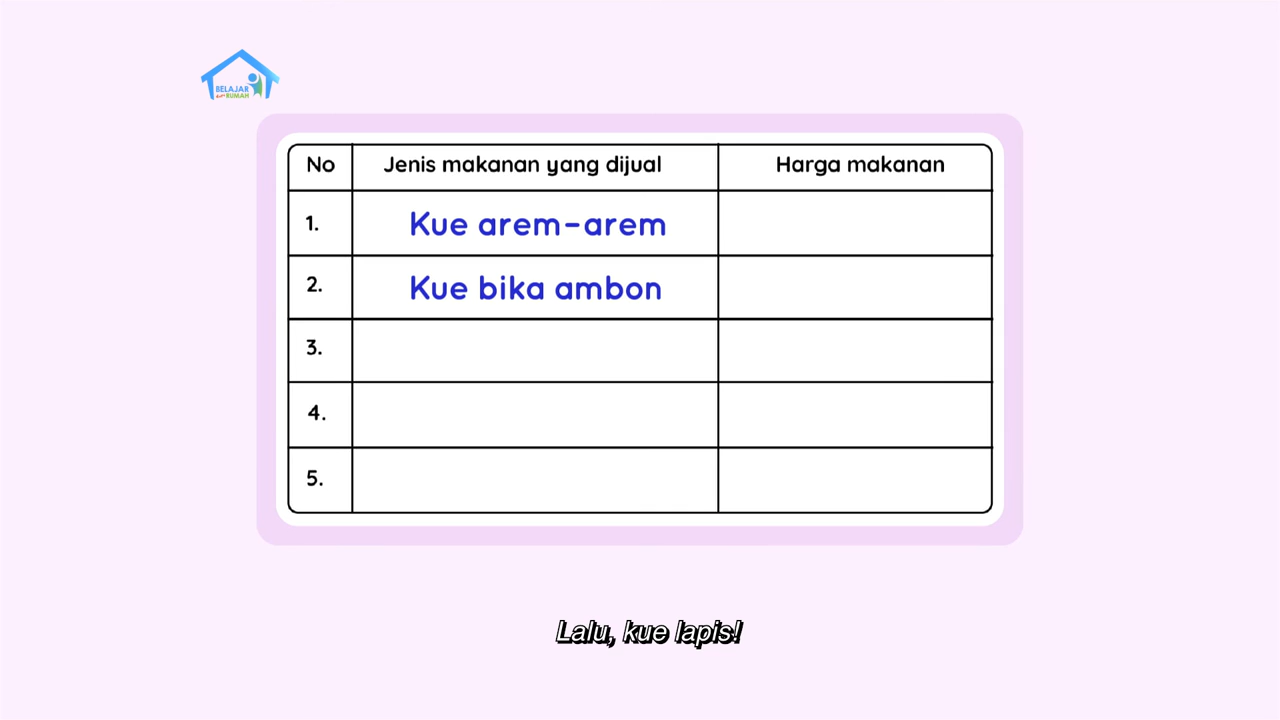 BELAJAR
dari RUMAH
No Jenis makanan yang dijual Harga makanan
1. Kue arem-arem
2. Kue bika ambon
3.
4.
5.
Lalu, kue lapis!